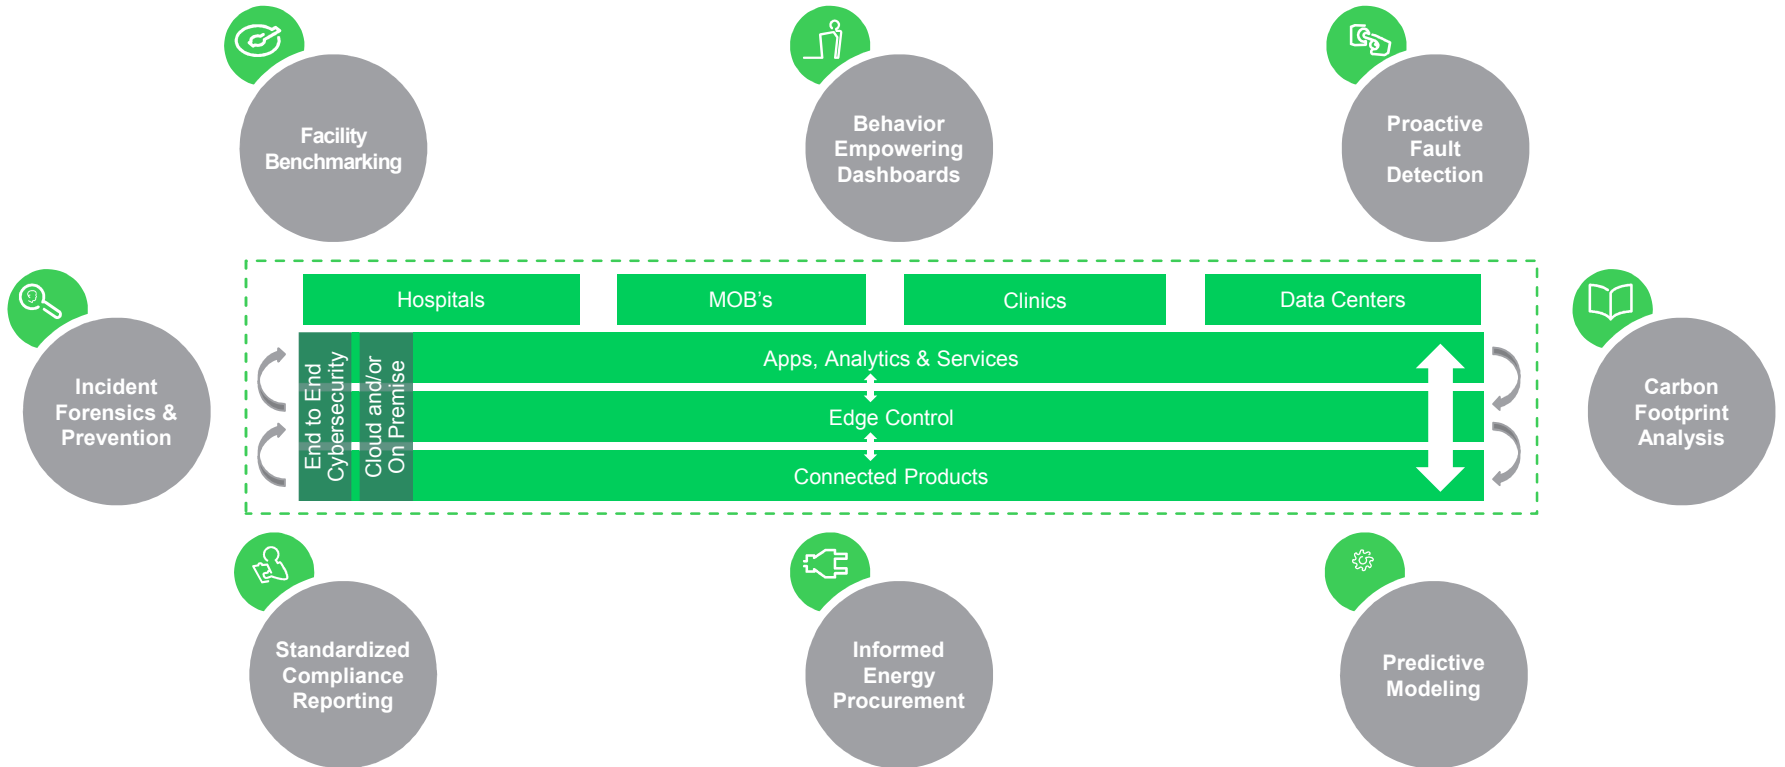 Facility
Benchmarking
Behavior
Empowering
Dashboards
Proactive
Fault
Detection
Incident
Forensics &
Prevention
Hospitals
MOB's
Clinics
Data Centers
End to End
Cybersecurity
Cloud and/or
On Premise
Apps, Analytics & Services
Edge Control
Connected Products
Carbon
Footprint
Analysis
Standardized
Compliance
Reporting
Informed
Energy
Procurement
Predictive
Modeling